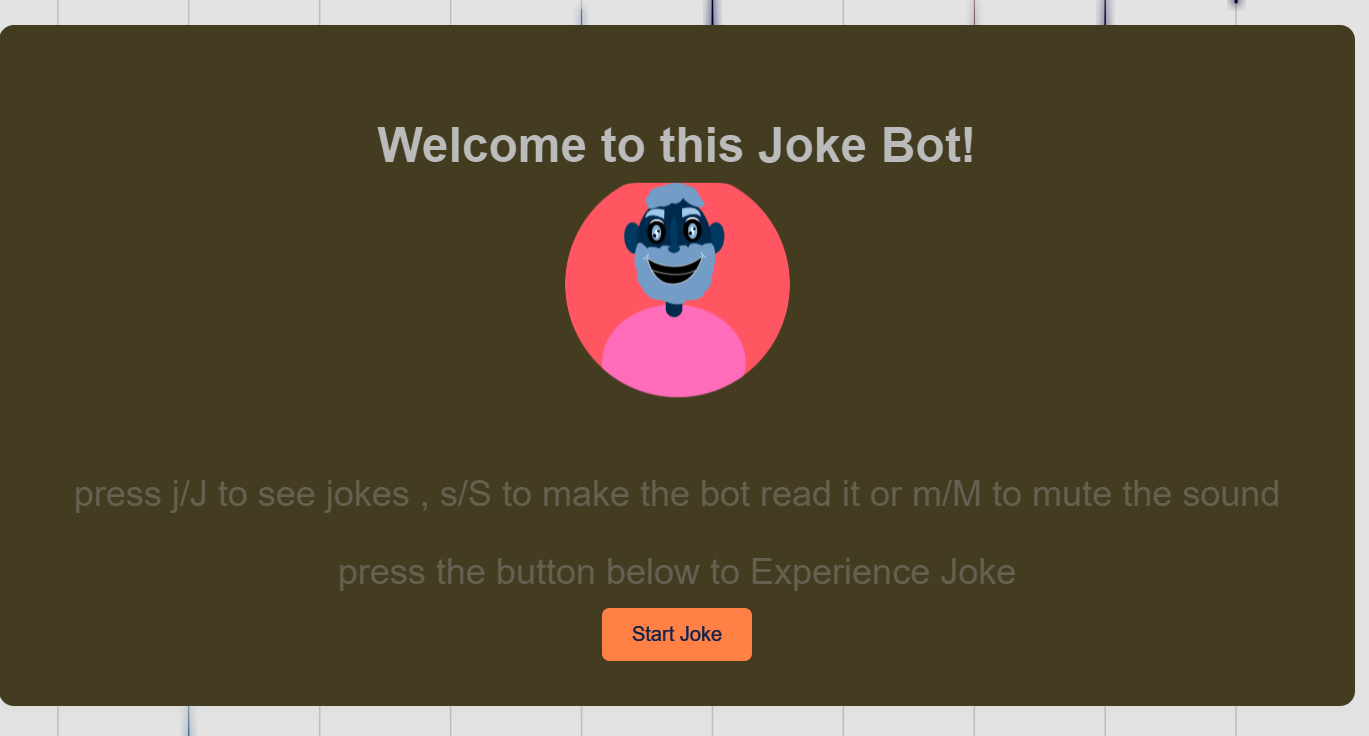 Welcome to this Joke Bot!
press j/J to see jokes , s/S to make the bot read it or m/M to mute the sound
press the button below to Experience Joke
Start Joke